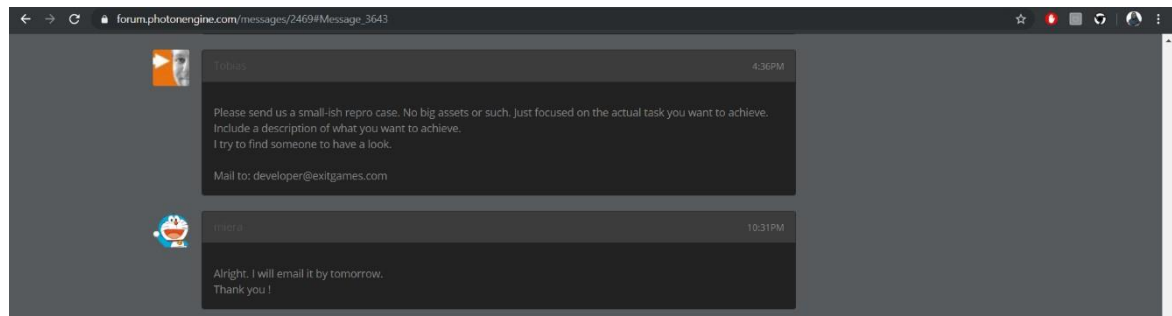 forum.photonengine.com/messages/2469#Message_3643
Tobias 4:36PM
Please send us a small-ish repro case. No big assets or such. Just focused on the actual task you want to achieve.
Include a description of what you want to achieve.
I try to find someone to have a look.
Mail to: developer@exitgames.com
miera 10:31PM
Alright. I will email it by tomorrow.
Thank you !